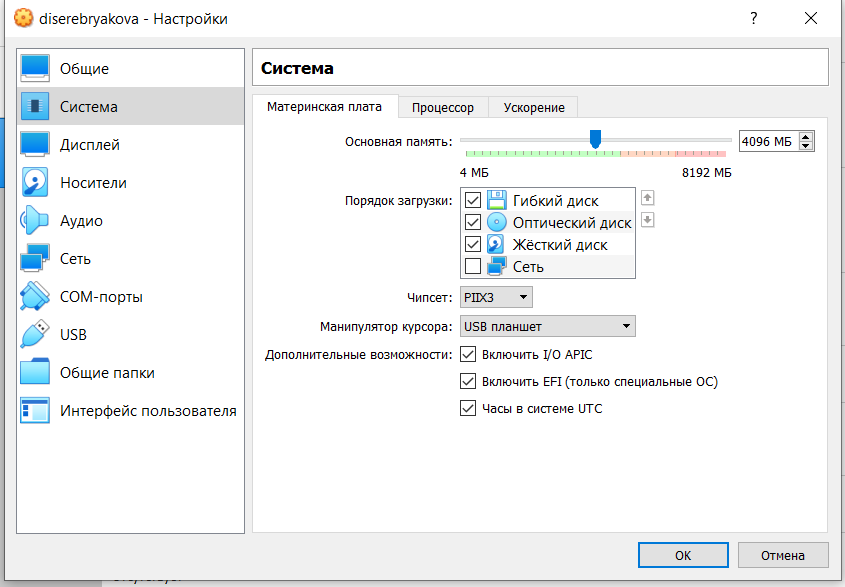 diserebryakova - Настройки
?
Общие
Система
Дисплей
Носители
Аудио
Сеть
COM-порты
USB
Общие папки
Интерфейс пользователя
Система
Материнская плата Процессор Ускорение
Основная память: 4096 МБ
4 МБ 8192 МБ
Порядок загрузки: Гибкий диск
Оптический диск
Жёсткий диск
Сеть
Чипсет: PIIX3
Манипулятор курсора: USB планшет
Дополнительные возможности: Включить I/O APIC
Включить EFI (только специальные ОС)
Часы в системе UTC
ОК Отмена